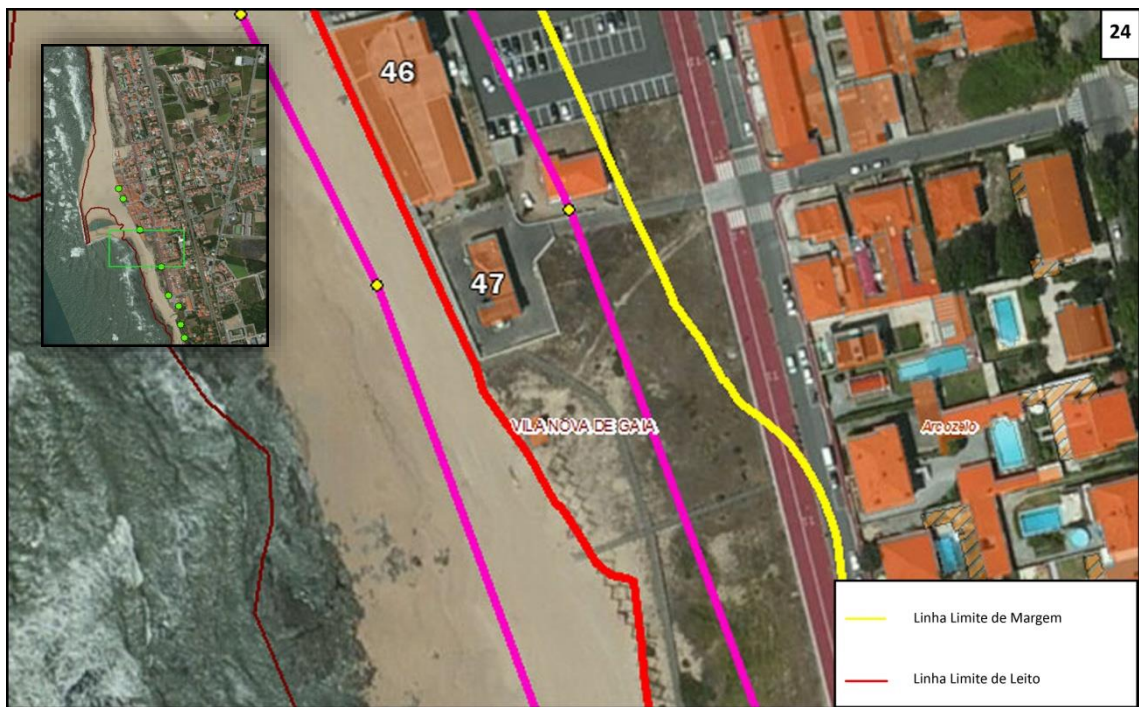 24
46
47
VILA NOVA DE GAIA
Arcozelo
Linha Limite de Margem
Linha Limite de Leito